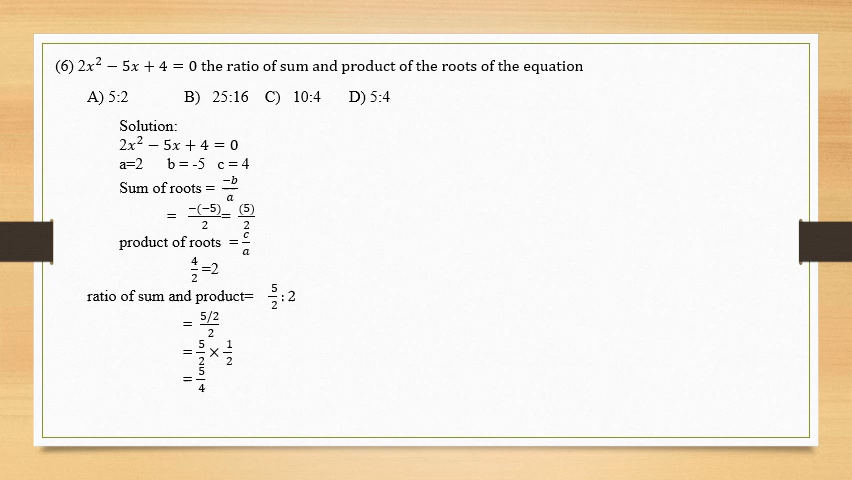 (6) 2x² − 5x + 4 = 0 the ratio of sum and product of the roots of the equation
A) 5:2 B) 25:16 C) 10:4 D) 5:4
Solution:
2x² − 5x + 4 = 0
a=2 b = -5 c = 4
Sum of roots = −b/a
= −(−5)/2 = (5)/2
product of roots = c/a
4/2 =2
ratio of sum and product= 5/2 : 2
= 5/2/2
= 5/2 × 1/2
= 5/4